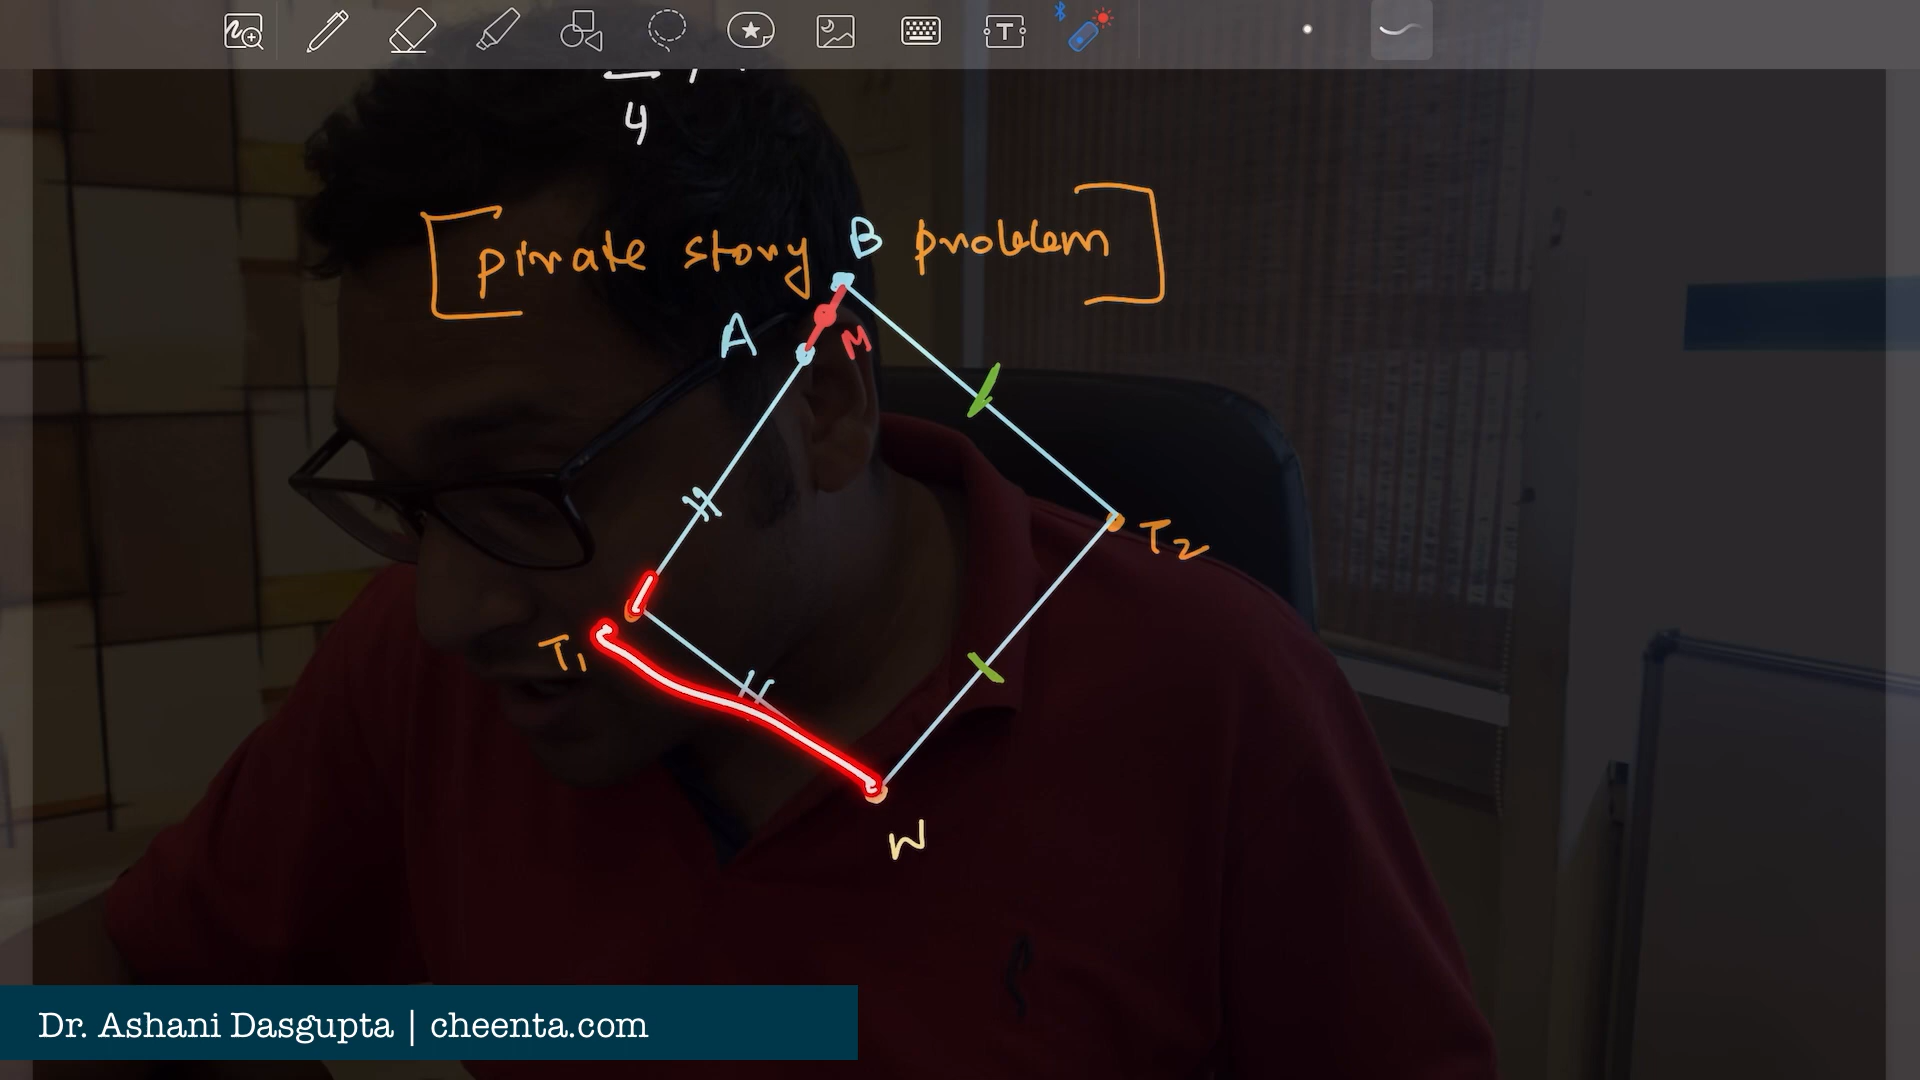 4
[pirate story problem]
B
A
M
T2
T1
W
Dr. Ashani Dasgupta | cheenta.com